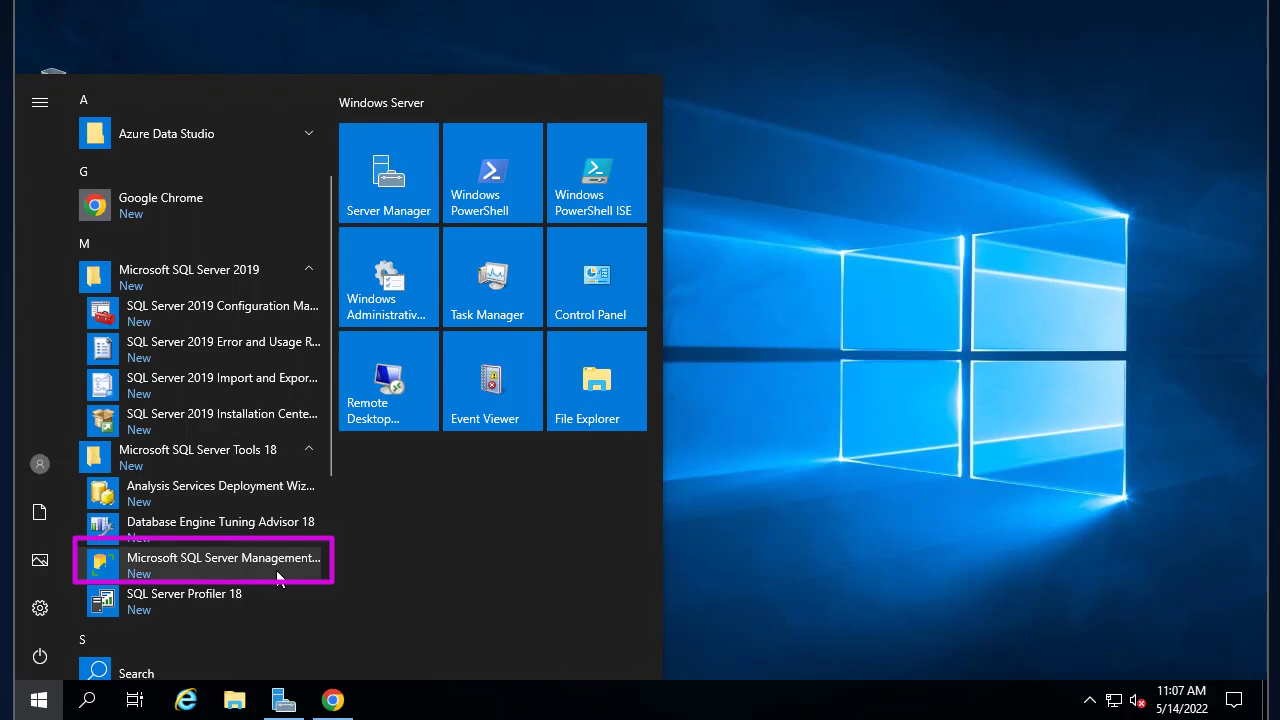 A
Azure Data Studio
G
Google Chrome
New
M
Microsoft SQL Server 2019
New
SQL Server 2019 Configuration Ma...
New
SQL Server 2019 Error and Usage R...
New
SQL Server 2019 Import and Expor...
New
SQL Server 2019 Installation Cente...
New
Microsoft SQL Server Tools 18
New
Analysis Services Deployment Wiz...
New
Database Engine Tuning Advisor 18
New
Microsoft SQL Server Management...
New
SQL Server Profiler 18
New
S
Search
Windows Server
Server Manager
Windows
PowerShell
Windows
PowerShell ISE
Windows
Administrativ...
Task Manager
Control Panel
Remote
Desktop...
Event Viewer
File Explorer
11:07 AM
5/14/2022